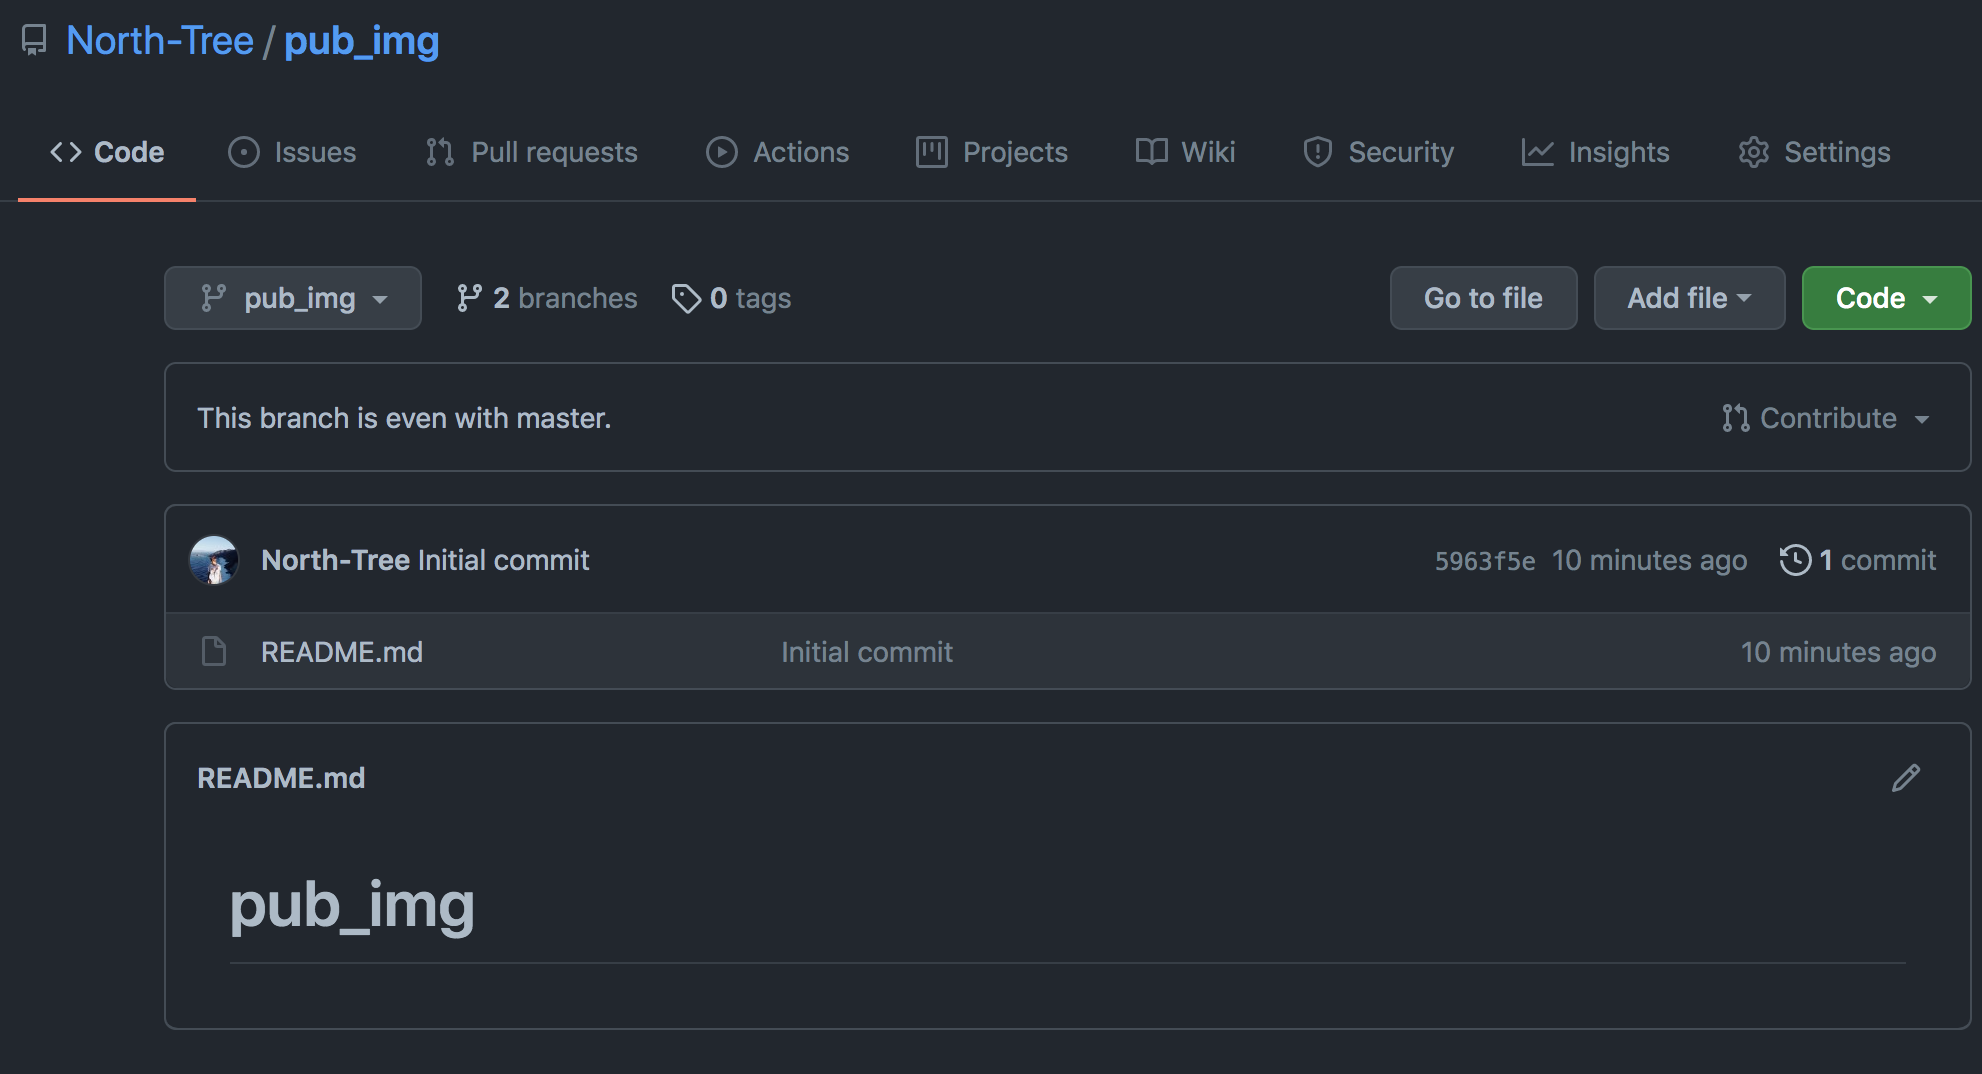 North-Tree / pub_img
Code Issues Pull requests Actions Projects Wiki Security Insights Settings
pub_img 2 branches 0 tags Go to file Add file Code
This branch is even with master. Contribute
North-Tree Initial commit 5963f5e 10 minutes ago 1 commit
README.md Initial commit 10 minutes ago
README.md
pub_img